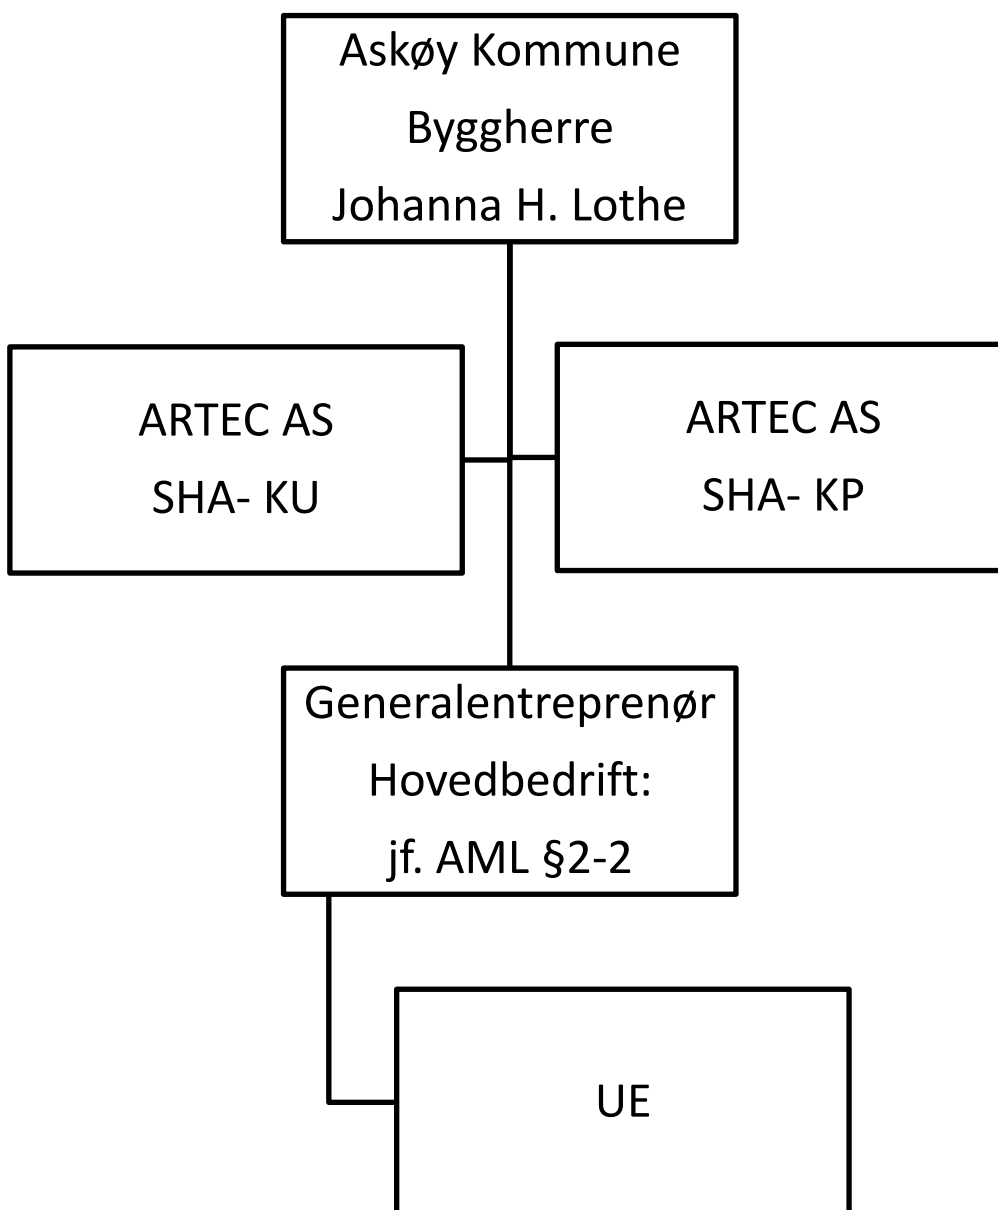 Askøy Kommune
Byggherre
Johanna H. Lothe
ARTEC AS
SHA- KU
ARTEC AS
SHA- KP
Generalentreprenør
Hovedbedrift:
jf. AML §2-2
UE